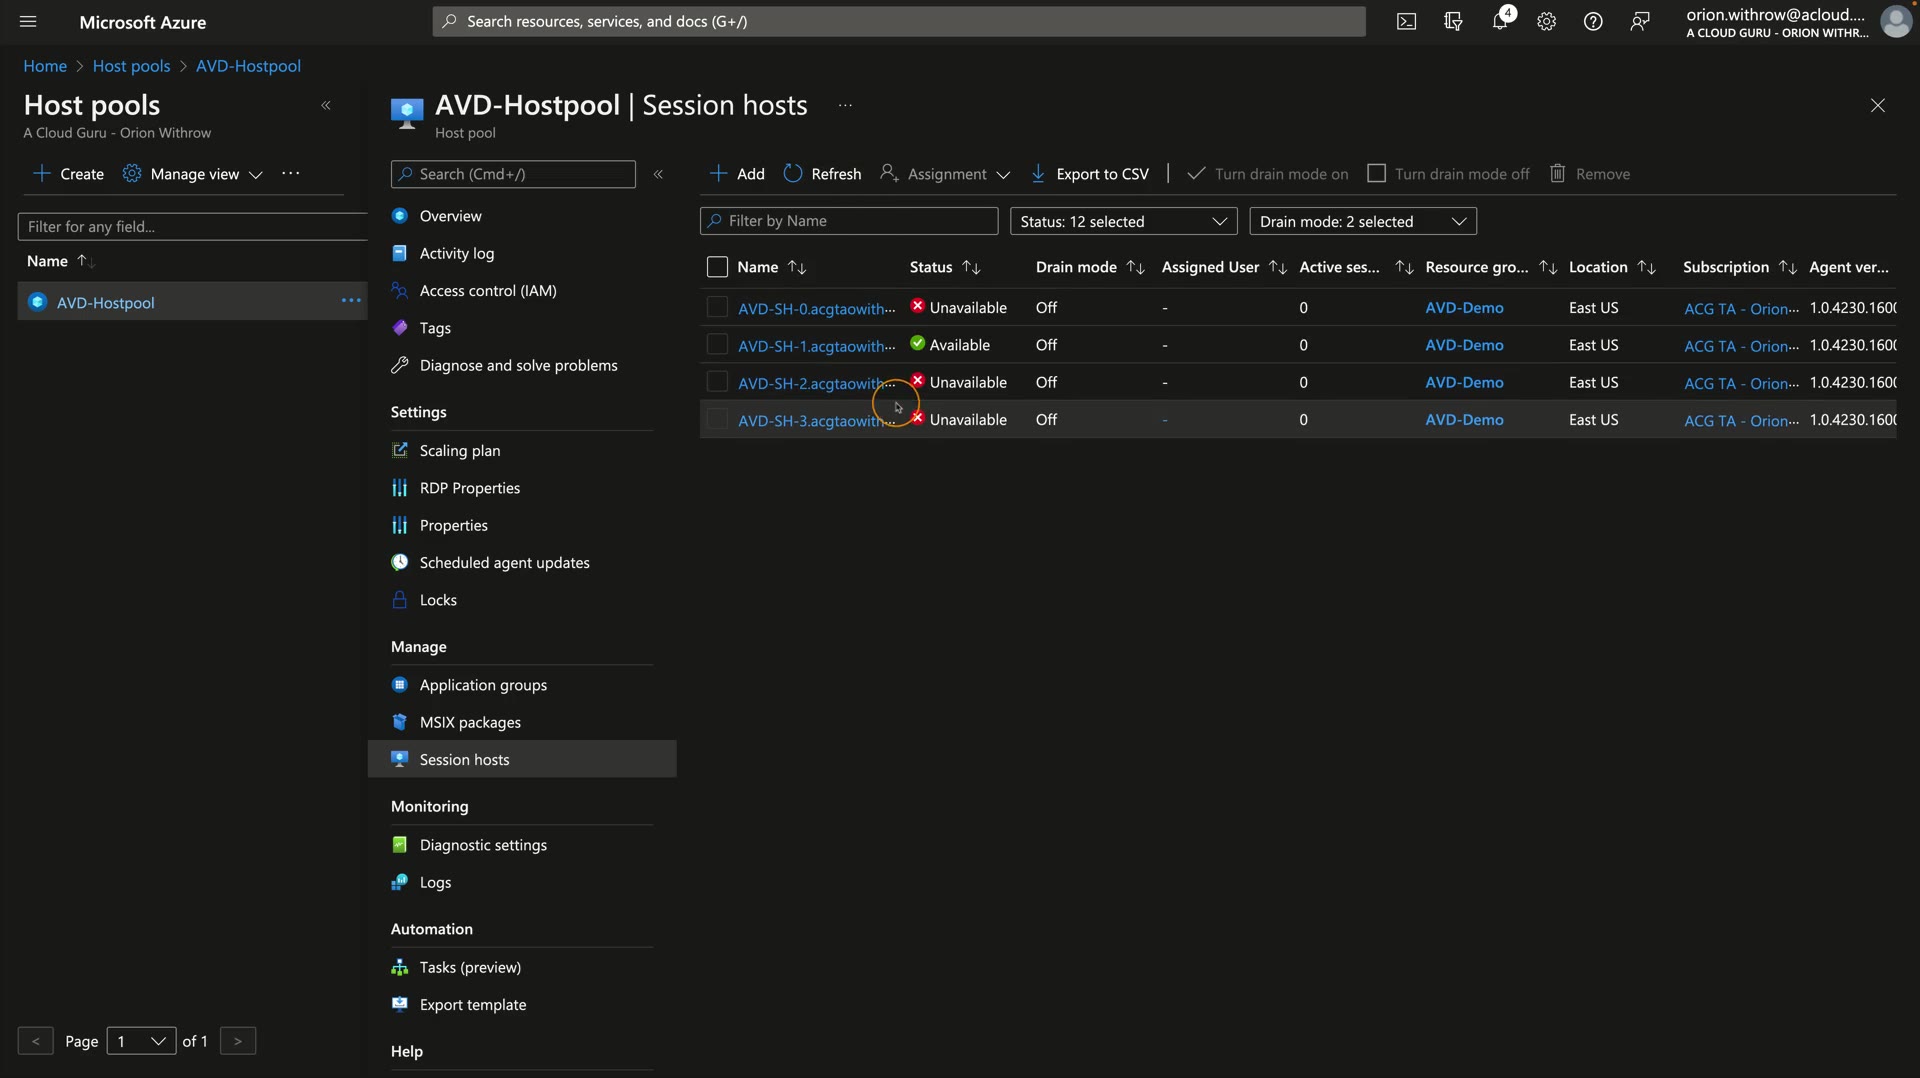 Microsoft Azure
Search resources, services, and docs (G+/)
4
orion.withrow@acloud....
A CLOUD GURU - ORION WITHR...
Home > Host pools > AVD-Hostpool
Host pools
A Cloud Guru - Orion Withrow
Create
Manage view
Filter for any field...
Name
AVD-Hostpool
Page 1 of 1
AVD-Hostpool | Session hosts
Host pool
Search (Cmd+/)
Overview
Activity log
Access control (IAM)
Tags
Diagnose and solve problems
Settings
Scaling plan
RDP Properties
Properties
Scheduled agent updates
Locks
Manage
Application groups
MSIX packages
Session hosts
Monitoring
Diagnostic settings
Logs
Automation
Tasks (preview)
Export template
Help
Add Refresh Assignment Export to CSV Turn drain mode on Turn drain mode off Remove
Filter by Name Status: 12 selected Drain mode: 2 selected
Name Status Drain mode Assigned User Active ses... Resource gro... Location Subscription Agent ver...
AVD-SH-0.acgtaowith... Unavailable Off - 0 AVD-Demo East US ACG TA - Orion... 1.0.4230.1600
AVD-SH-1.acgtaowith... Available Off - 0 AVD-Demo East US ACG TA - Orion... 1.0.4230.1600
AVD-SH-2.acgtaowith... Unavailable Off - 0 AVD-Demo East US ACG TA - Orion... 1.0.4230.1600
AVD-SH-3.acgtaowith... Unavailable Off - 0 AVD-Demo East US ACG TA - Orion... 1.0.4230.1600